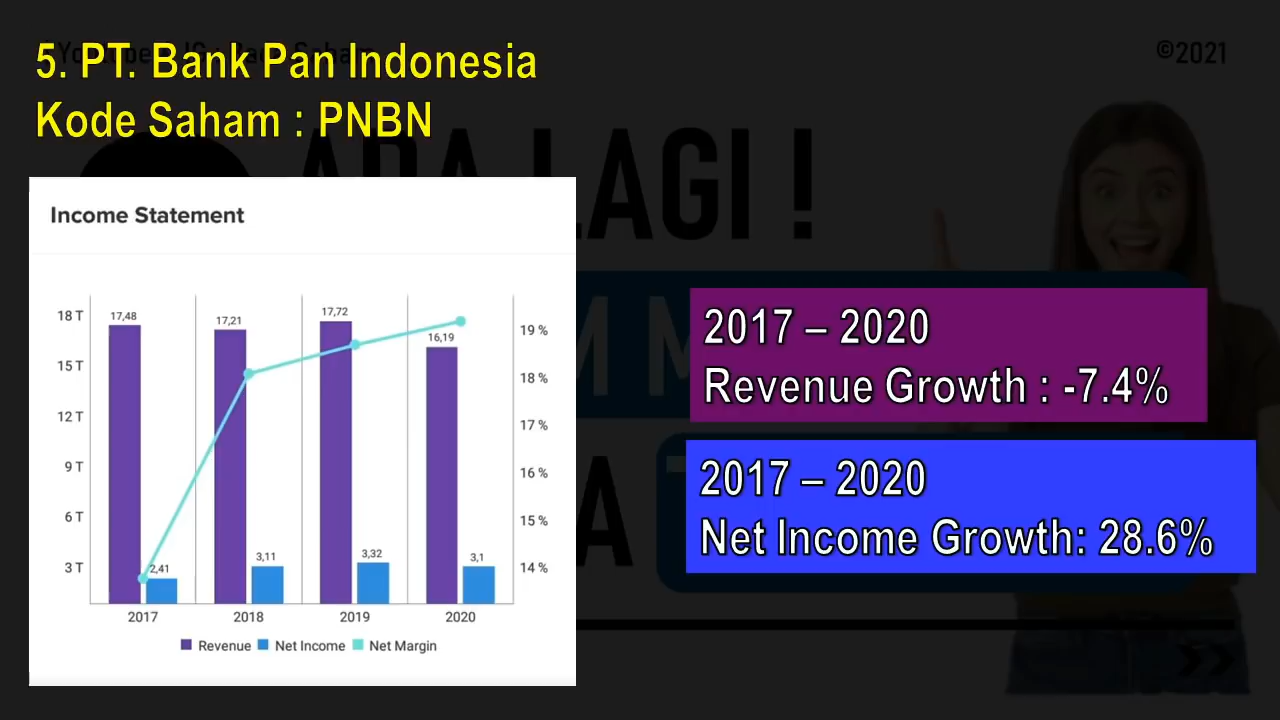 5. PT. Bank Pan Indonesia
Kode Saham : PNBN
©2021
ADA LAGI !
Income Statement
18 T
15 T
12 T
9 T
6 T
3 T
17,48
2,41
17,21
3,11
17,72
3,32
16,19
3,1
19 %
18 %
17 %
16 %
15 %
14 %
2017
2018
2019
2020
Revenue
Net Income
Net Margin
2017 – 2020
Revenue Growth : -7.4%
2017 – 2020
Net Income Growth: 28.6%